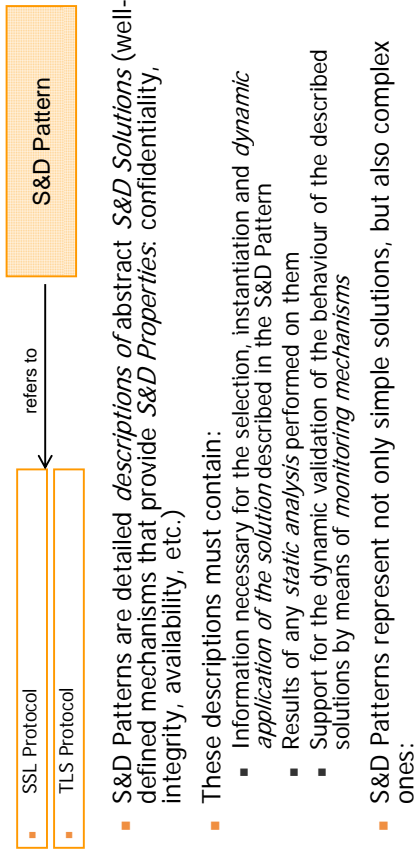 SSL Protocol
TLS Protocol
refers to
S&D Pattern
S&D Patterns are detailed descriptions of abstract S&D Solutions (well-
defined mechanisms that provide S&D Properties: confidentiality,
integrity, availability, etc.)
These descriptions must contain:
Information necessary for the selection, instantiation and dynamic
application of the solution described in the S&D Pattern
Results of any static analysis performed on them
Support for the dynamic validation of the behaviour of the described
solutions by means of monitoring mechanisms
S&D Patterns represent not only simple solutions, but also complex
ones: